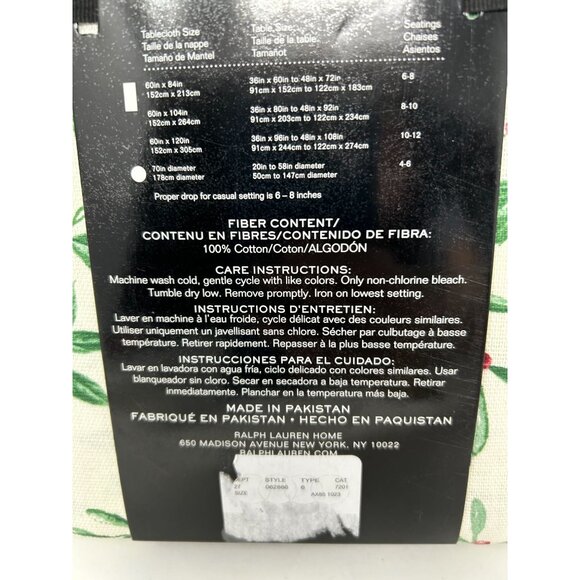 Tablecloth Size Table Size Seatings
Taille de la nappe Taille de la table Chaises
Tamaño de Mantel Tamañot Asientos
60in x 84in 36in x 60in to 48in x 72in 6-8
152cm x 213cm 91cm x 152cm to 122cm x 183cm
60in x 104in 36in x 80in to 48in x 92in 8-10
152cm x 264cm 91cm x 203cm to 122cm x 234cm
60in x 120in 36in x 96in to 48in x 108in 10-12
152cm x 305cm 91cm x 244cm to 122cm x 274cm
70in diameter 20in to 58in diameter 4-6
178cm diameter 50cm to 147cm diameter
Proper drop for casual setting is 6 – 8 inches
FIBER CONTENT/
CONTENU EN FIBRES/CONTENIDO DE FIBRA:
100% Cotton/Coton/ALGODÓN
CARE INSTRUCTIONS:
Machine wash cold, gentle cycle with like colors. Only non-chlorine bleach.
Tumble dry low. Remove promptly. Iron on lowest setting.
INSTRUCTIONS D'ENTRETIEN:
Laver en machine à l'eau froide, cycle délicat avec des couleurs similaires.
Utiliser uniquement un javellisant sans chlore. Sécher par culbutage à basse
température. Retirer rapidement. Repasser à la plus basse température.
INSTRUCCIONES PARA EL CUIDADO:
Lavar en lavadora con agua fría, ciclo delicado con colores similares. Usar
blanqueador sin cloro. Secar en secadora a baja temperatura. Retirar
inmediatamente. Planchar en la temperatura más baja.
MADE IN PAKISTAN
FABRIQUÉ EN PAKISTAN • HECHO EN PAQUISTAN
RALPH LAUREN HOME
650 MADISON AVENUE NEW YORK, NY 10022
RALPHLAUREN.COM
DEPT STYLE TYPE CAT
27 062866 6 7201
SIZE AX60 1023